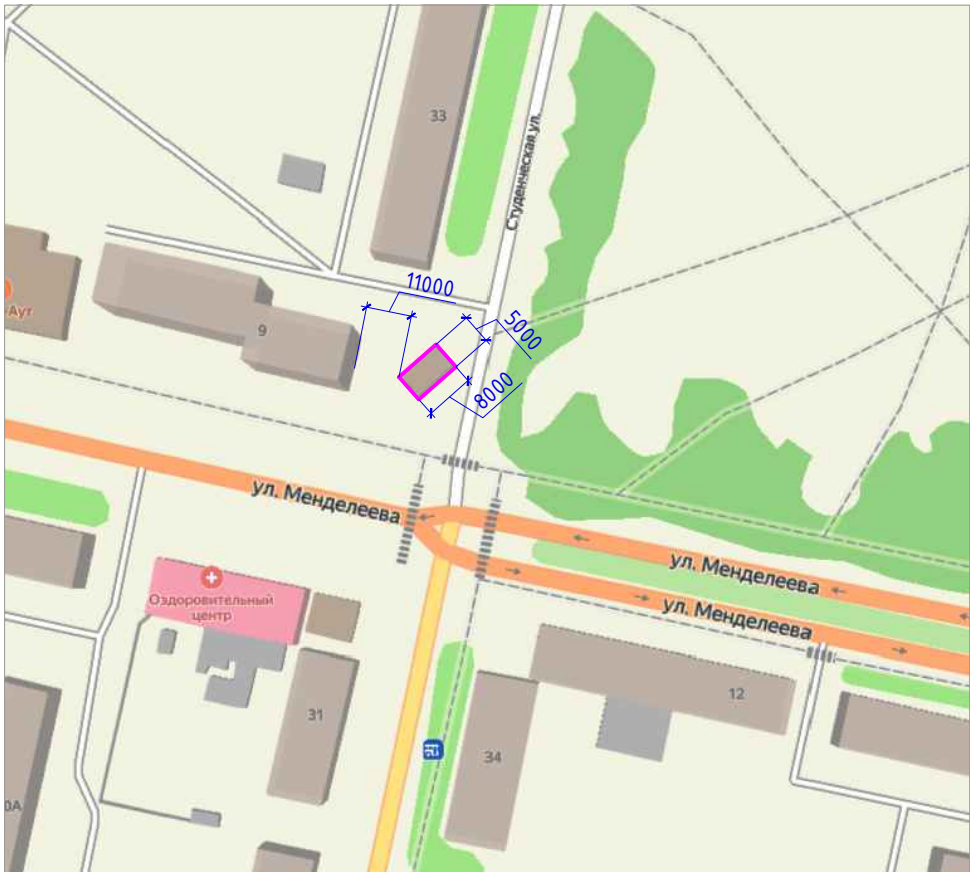 33
Студенческая ул.
11000
-Аут
9
5000
8000
ул. Менделеева
ул. Менделеева
ул. Менделеева
Оздоровительный
центр
31
12
34
0А